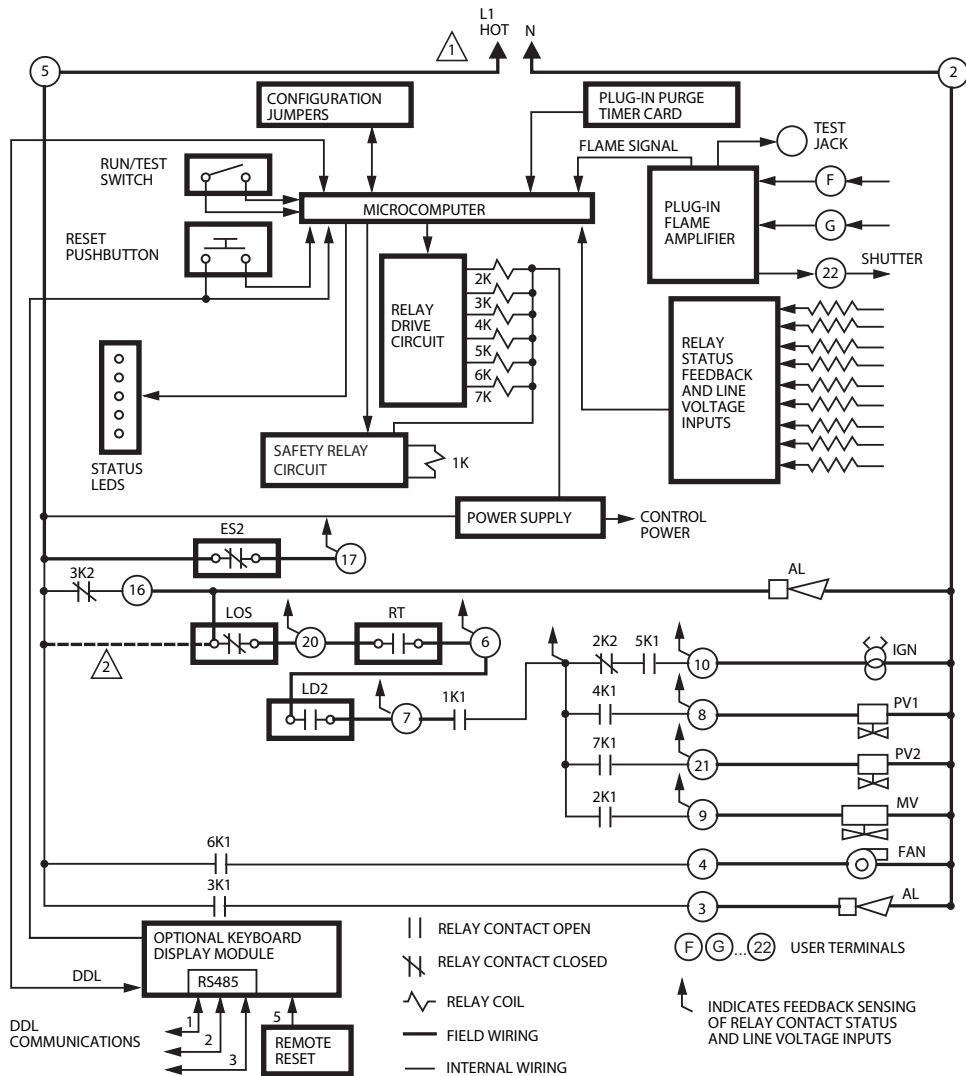 L1
HOT
N
1
5
2
CONFIGURATION
JUMPERS
PLUG-IN PURGE
TIMER CARD
TEST
JACK
FLAME SIGNAL
RUN/TEST
SWITCH
F
MICROCOMPUTER
PLUG-IN
FLAME
AMPLIFIER
G
RESET
PUSHBUTTON
SHUTTER
22
RELAY
DRIVE
CIRCUIT
2K
3K
4K
5K
6K
7K
RELAY
STATUS
FEEDBACK
AND LINE
VOLTAGE
INPUTS
STATUS
LEDS
SAFETY RELAY
CIRCUIT
1K
POWER SUPPLY
CONTROL
POWER
ES2
17
3K2
16
AL
LOS
20
RT
6
2
2K2
5K1
10
IGN
LD2
7
1K1
4K1
8
PV1
7K1
21
PV2
2K1
9
MV
6K1
4
FAN
3K1
3
AL
OPTIONAL KEYBOARD
DISPLAY MODULE
RS485
DDL
DDL
COMMUNICATIONS
1
2
3
5
REMOTE
RESET
RELAY CONTACT OPEN
RELAY CONTACT CLOSED
RELAY COIL
FIELD WIRING
INTERNAL WIRING
F G ... 22 USER TERMINALS
INDICATES FEEDBACK SENSING
OF RELAY CONTACT STATUS
AND LINE VOLTAGE INPUTS